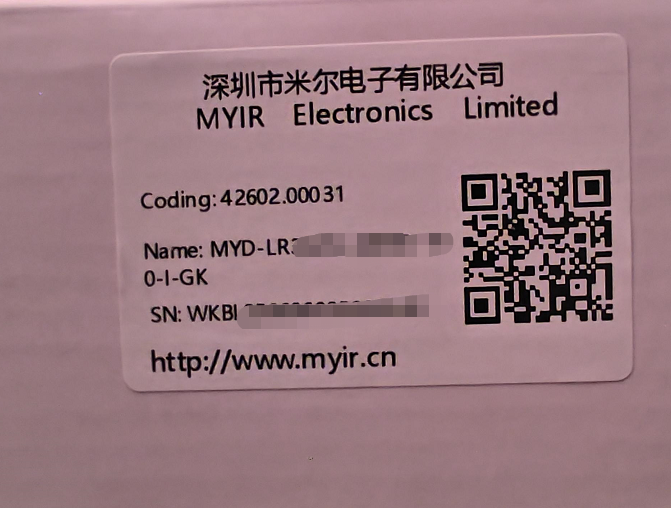 深圳市米尔电子有限公司
MYIR Electronics Limited
Coding: 42602.00031
Name: MYD-LR3
0-I-GK
SN: WKBI
http://www.myir.cn